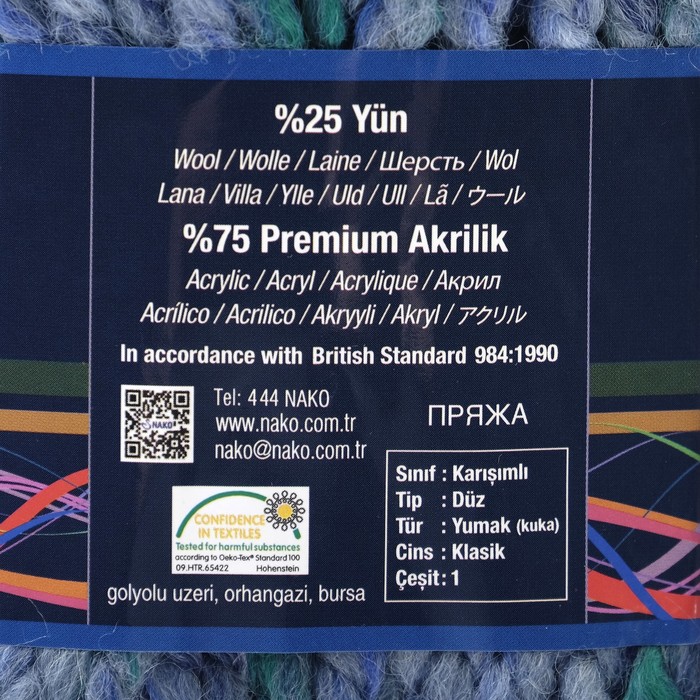 %25 Yün
Wool / Wolle / Laine / Шерсть / Wol
Lana / Villa / Ylle / Uld / Ull / Lã / ウール
%75 Premium Akrilik
Acrylic / Acryl / Acrylique / Акрил
Acrílico / Acrilico / Akryyli / Akryl / アクリル
In accordance with British Standard 984:1990
NAKO
Tel: 444 NAKO
www.nako.com.tr
nako@nako.com.tr
ПРЯЖА
CONFIDENCE
IN TEXTILES
Tested for harmful substances
according to Oeko-Tex® Standard 100
09.HTR.65422 Hohenstein
Sınıf : Karışımlı
Tip : Düz
Tür : Yumak (kuka)
Cins : Klasik
Çeşit : 1
golyolu uzeri, orhangazi, bursa